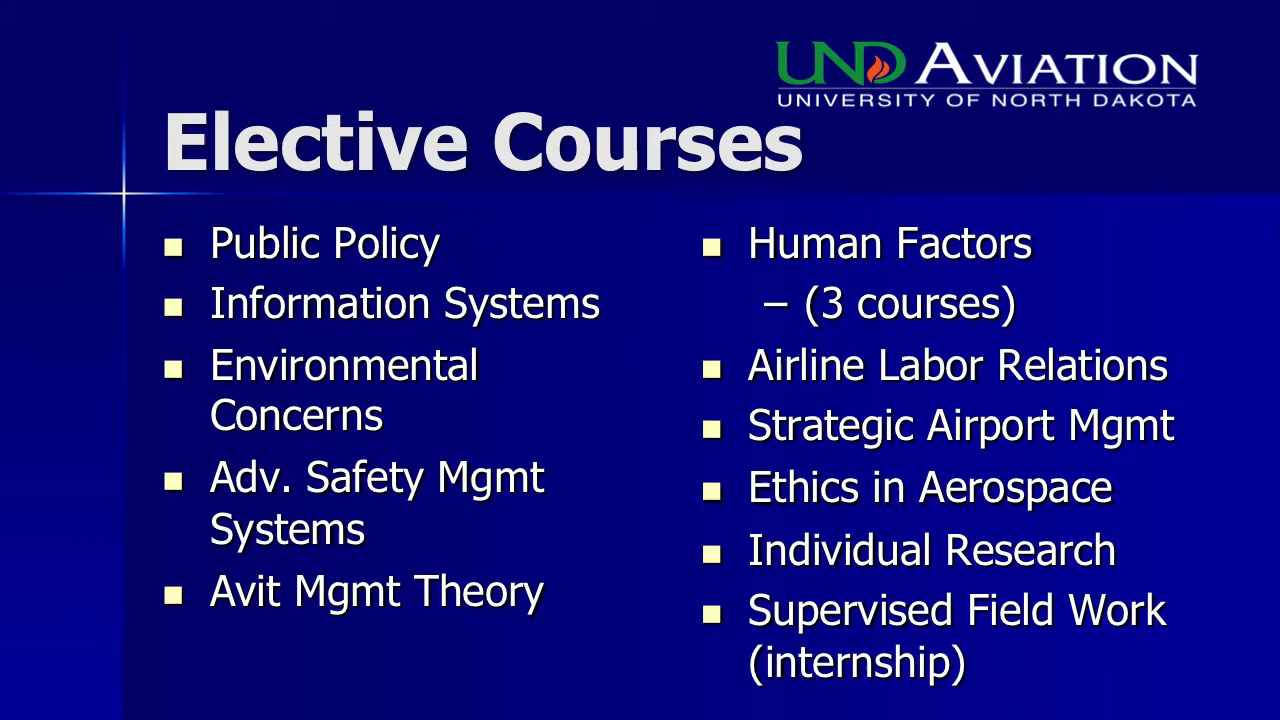 UND AVIATION
UNIVERSITY OF NORTH DAKOTA
Elective Courses
Public Policy
Information Systems
Environmental
Concerns
Adv. Safety Mgmt
Systems
Avit Mgmt Theory
Human Factors
– (3 courses)
Airline Labor Relations
Strategic Airport Mgmt
Ethics in Aerospace
Individual Research
Supervised Field Work
(internship)